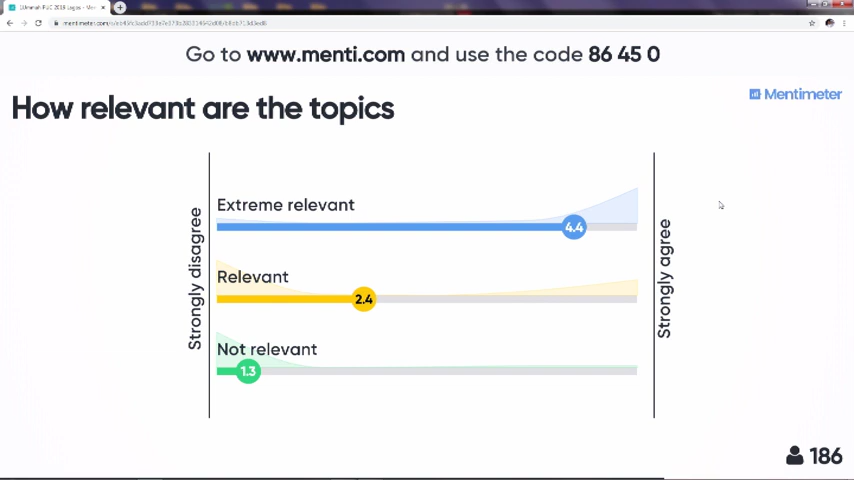 Go to www.menti.com and use the code 86 45 0
How relevant are the topics
Mentimeter
Strongly disagree
Extreme relevant
4.4
Relevant
2.4
Not relevant
1.3
Strongly agree
186